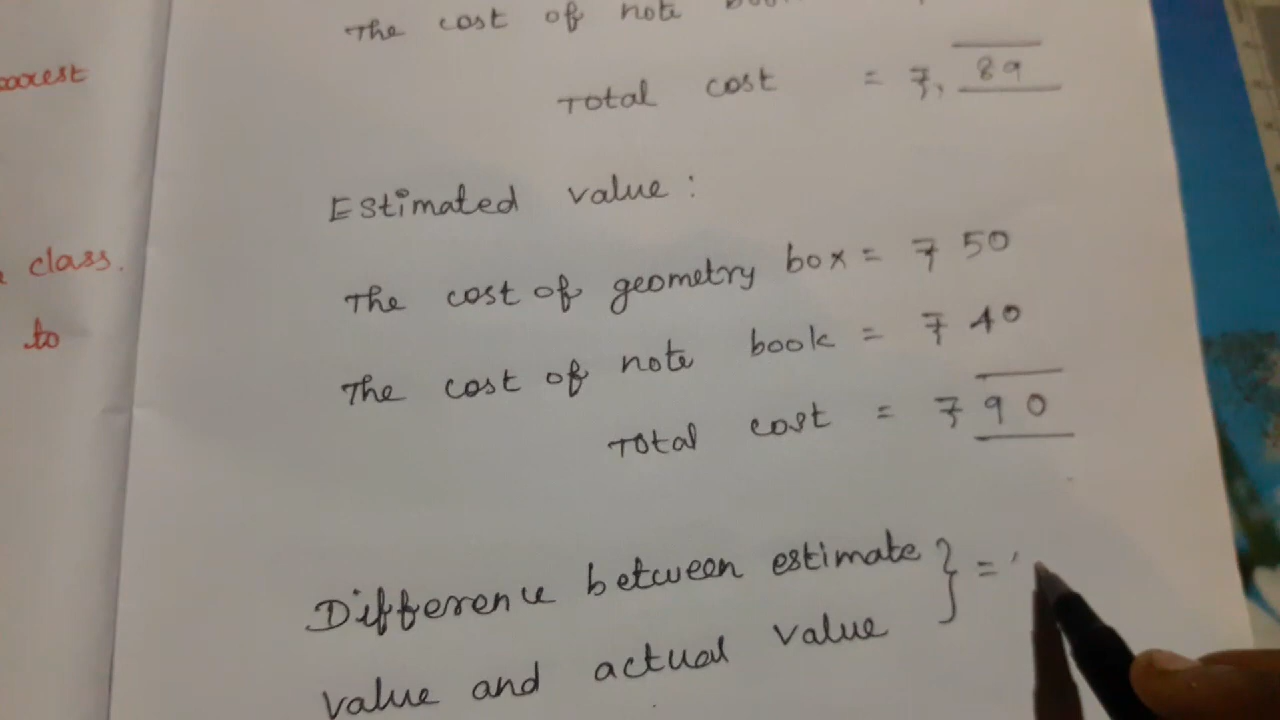 The cost of note
Total cost = ₹, 89
Estimated value:
class.
The cost of geometry box = ₹ 50
to
The cost of note book = ₹ 40
Total cost = ₹ 90
Difference between estimate } =
value and actual value